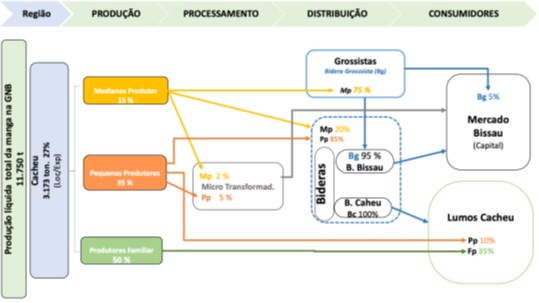 Região
PRODUÇÃO
PROCESSAMENTO
DISTRIBUIÇÃO
CONSUMIDORES
Produção líquida total da manga na GNB
11.750 t
Cacheu
3.173 ton. 27%
(Loc/Exp)
Medianos Produtor
15 %
Pequenos Produtores
35 %
Produtores Familiar
50 %
Mp 2 %
Micro Transformad.
Pp 5 %
Grossistas
Bidera Grossista (Bg)
Mp 75 %
Mp 20%
Pp 85%
Bideras
Bg 95 %
B. Bissau
B. Caheu
Bc 100%
Bg 5%
Mercado
Bissau
(Capital)
Lumos Cacheu
Pp 10%
Fp 35%